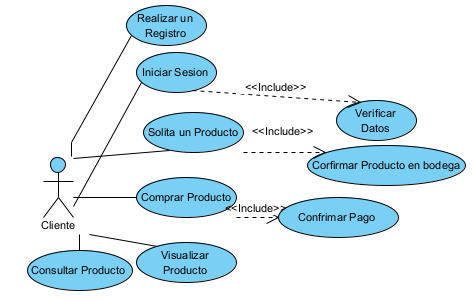 Realizar un
Registro
Iniciar Sesion
<<Include>>
Verificar
Datos
Solita un Producto
<<Include>>
Corfirmar Producto en bodega
Comprar Producto
<<Include>>
Confrimar Pago
Cliente
Visualizar
Producto
Consultar Producto